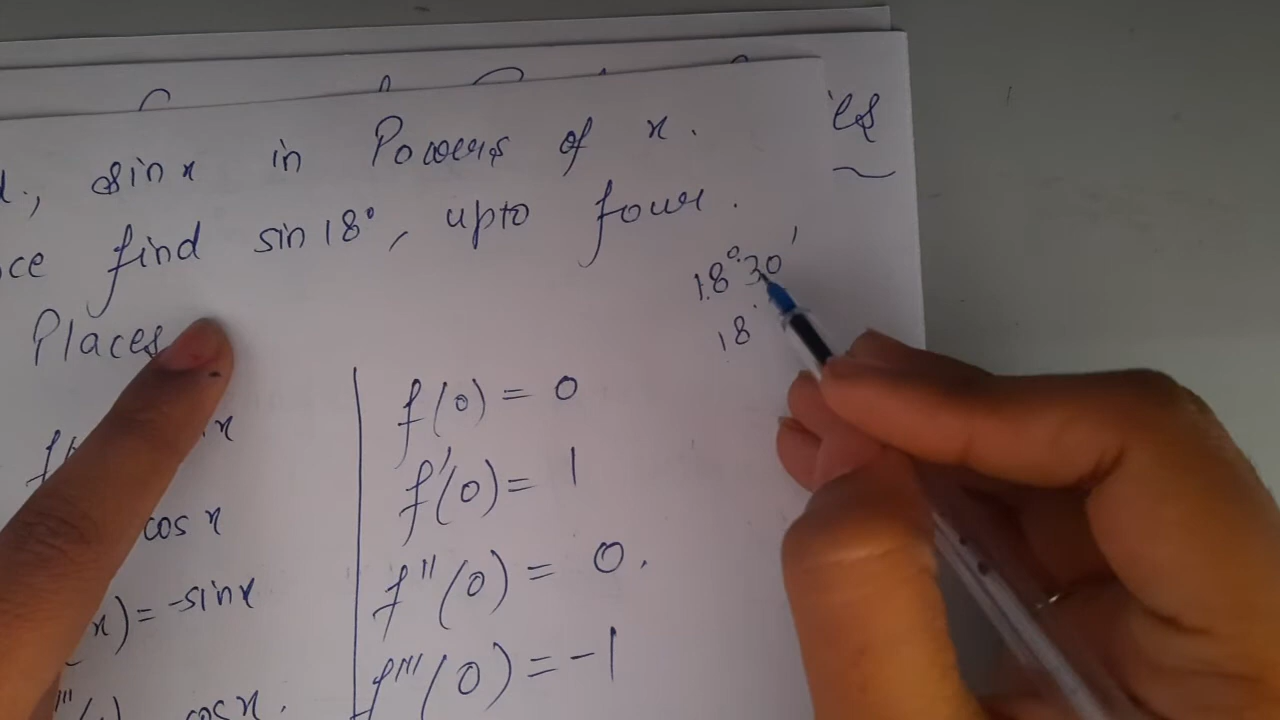 sin x in Powers of x.
es
find sin 18°, upto four.
Places
18°30'
18
f(0) = 0
x
f'(0) = 1
cos x
f''(0) = 0.
x) = -sin x
f'''(0) = -1
cos x.